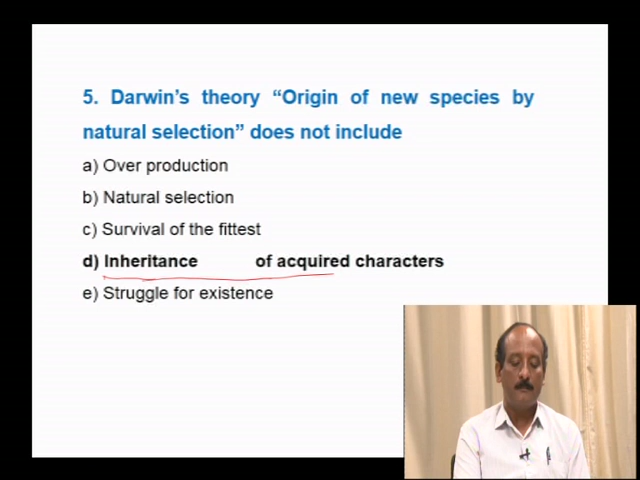 5. Darwin's theory “Origin of new species by
natural selection” does not include
a) Over production
b) Natural selection
c) Survival of the fittest
d) Inheritance of acquired characters
e) Struggle for existence